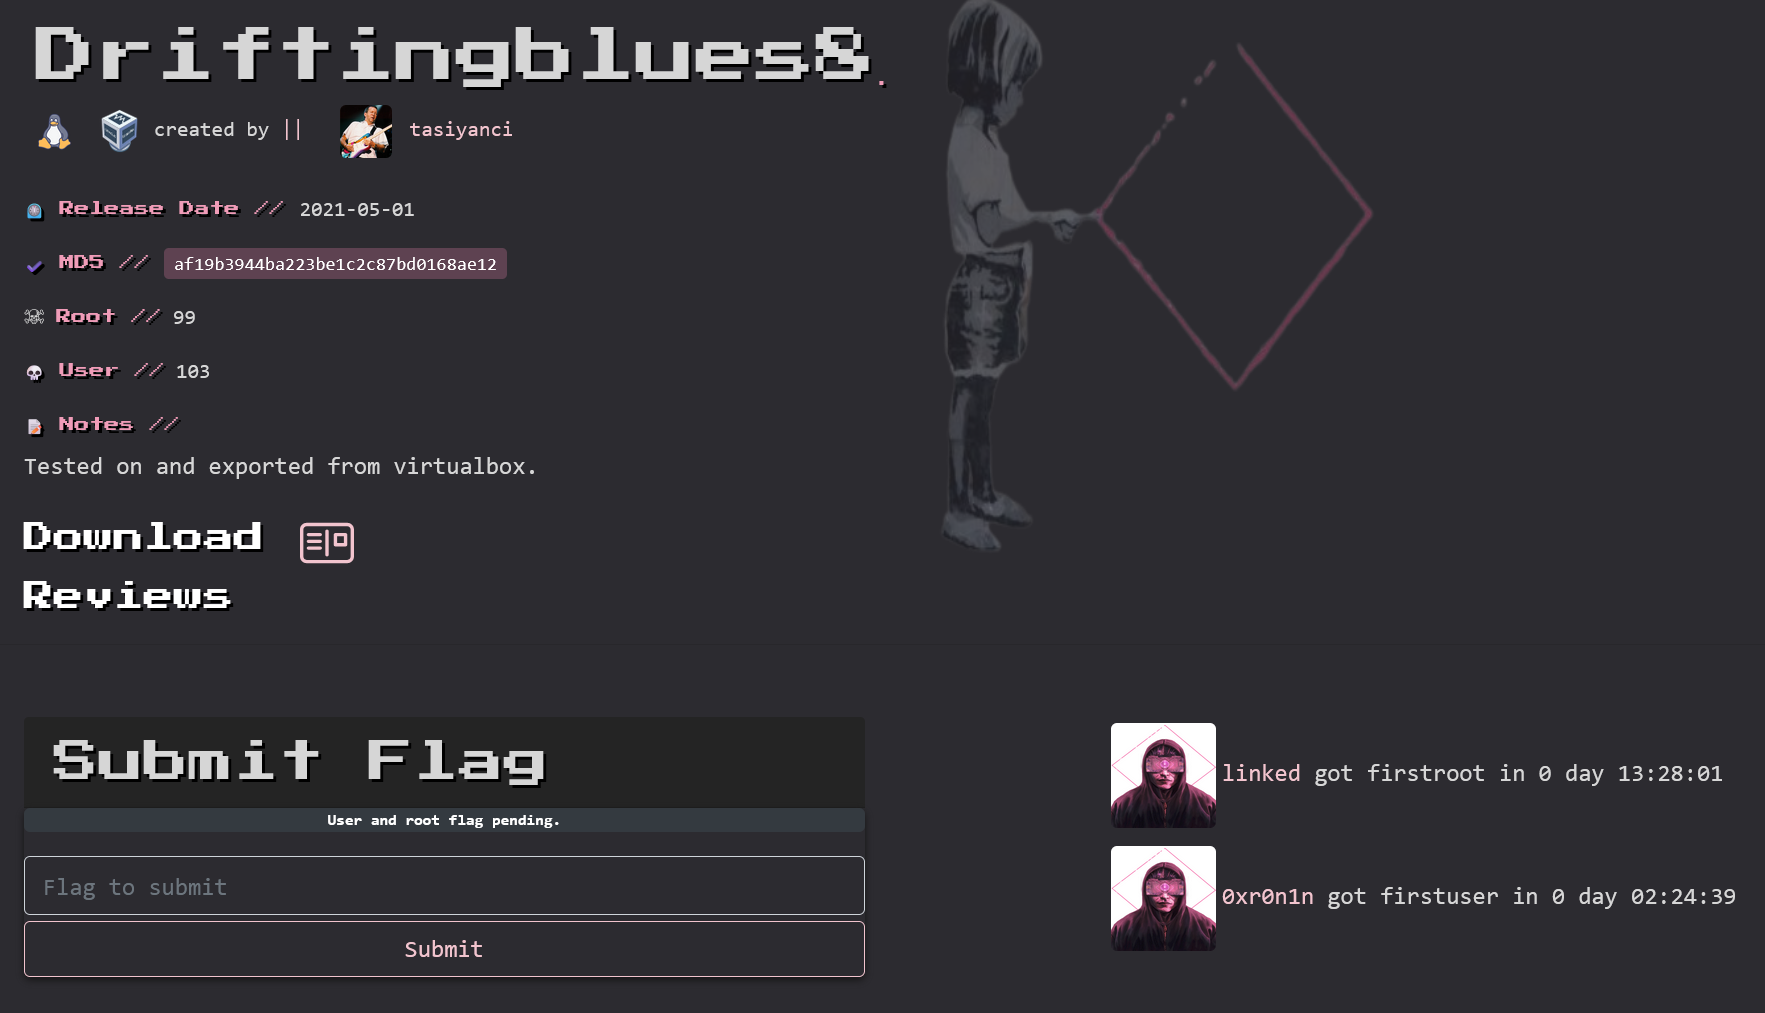 Driftingblues8.
created by || tasiyanci
Release Date // 2021-05-01
MD5 // af19b3944ba223be1c2c87bd0168ae12
Root // 99
User // 103
Notes //
Tested on and exported from virtualbox.
Download
Reviews
Submit Flag
User and root flag pending.
Flag to submit
Submit
linked got firstroot in 0 day 13:28:01
0xr0n1n got firstuser in 0 day 02:24:39